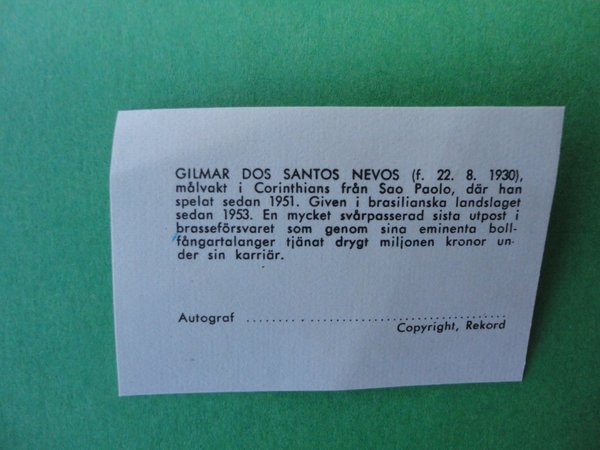 GILMAR DOS SANTOS NEVOS (f. 22. 8. 1930),
målvakt i Corinthians från Sao Paolo, där han
spelat sedan 1951. Given i brasilianska landslaget
sedan 1953. En mycket svårpasserad sista utpost i
brasseförsvaret som genom sina eminenta boll-
fångartalanger tjänat drygt miljonen kronor un-
der sin karriär.
Autograf ........................................
Copyright, Rekord